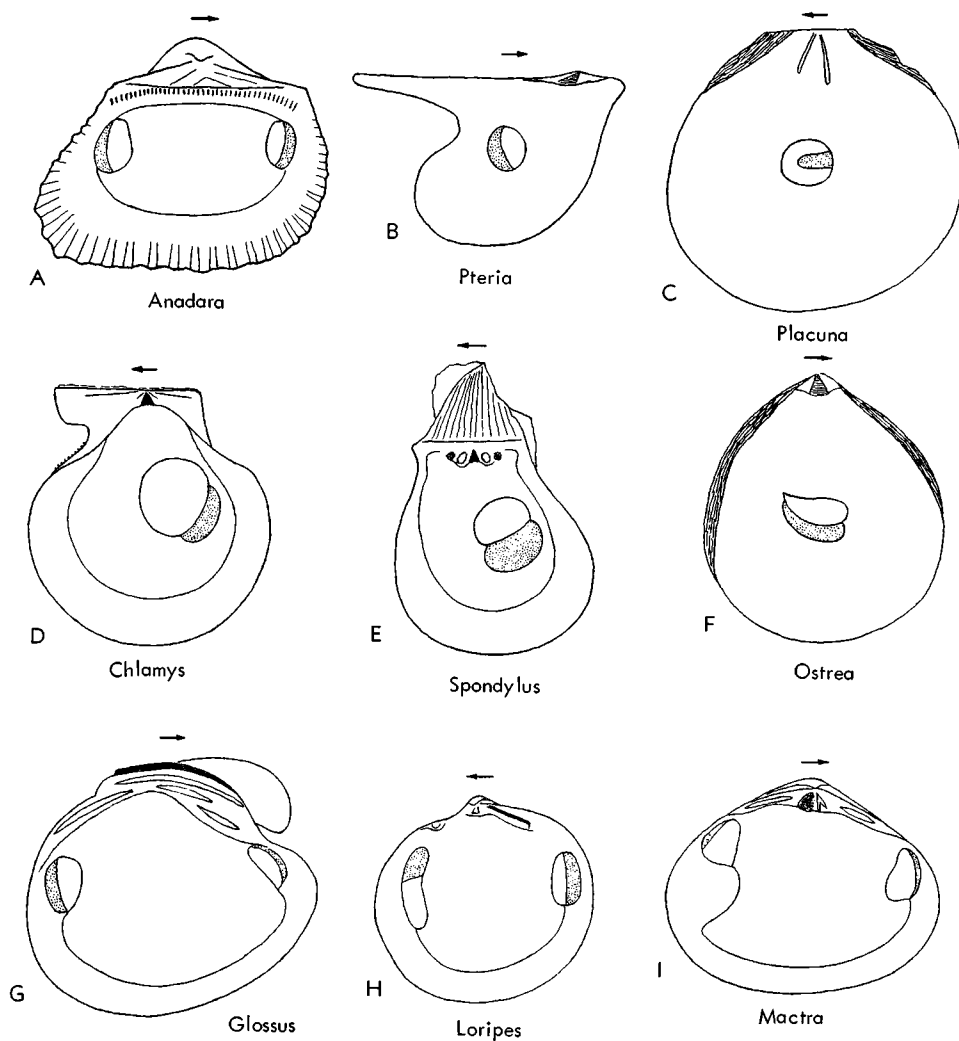 A
Anadara
B
Pteria
C
Placuna
D
Chlamys
E
Spondylus
F
Ostrea
G
Glossus
H
Loripes
I
Mactra